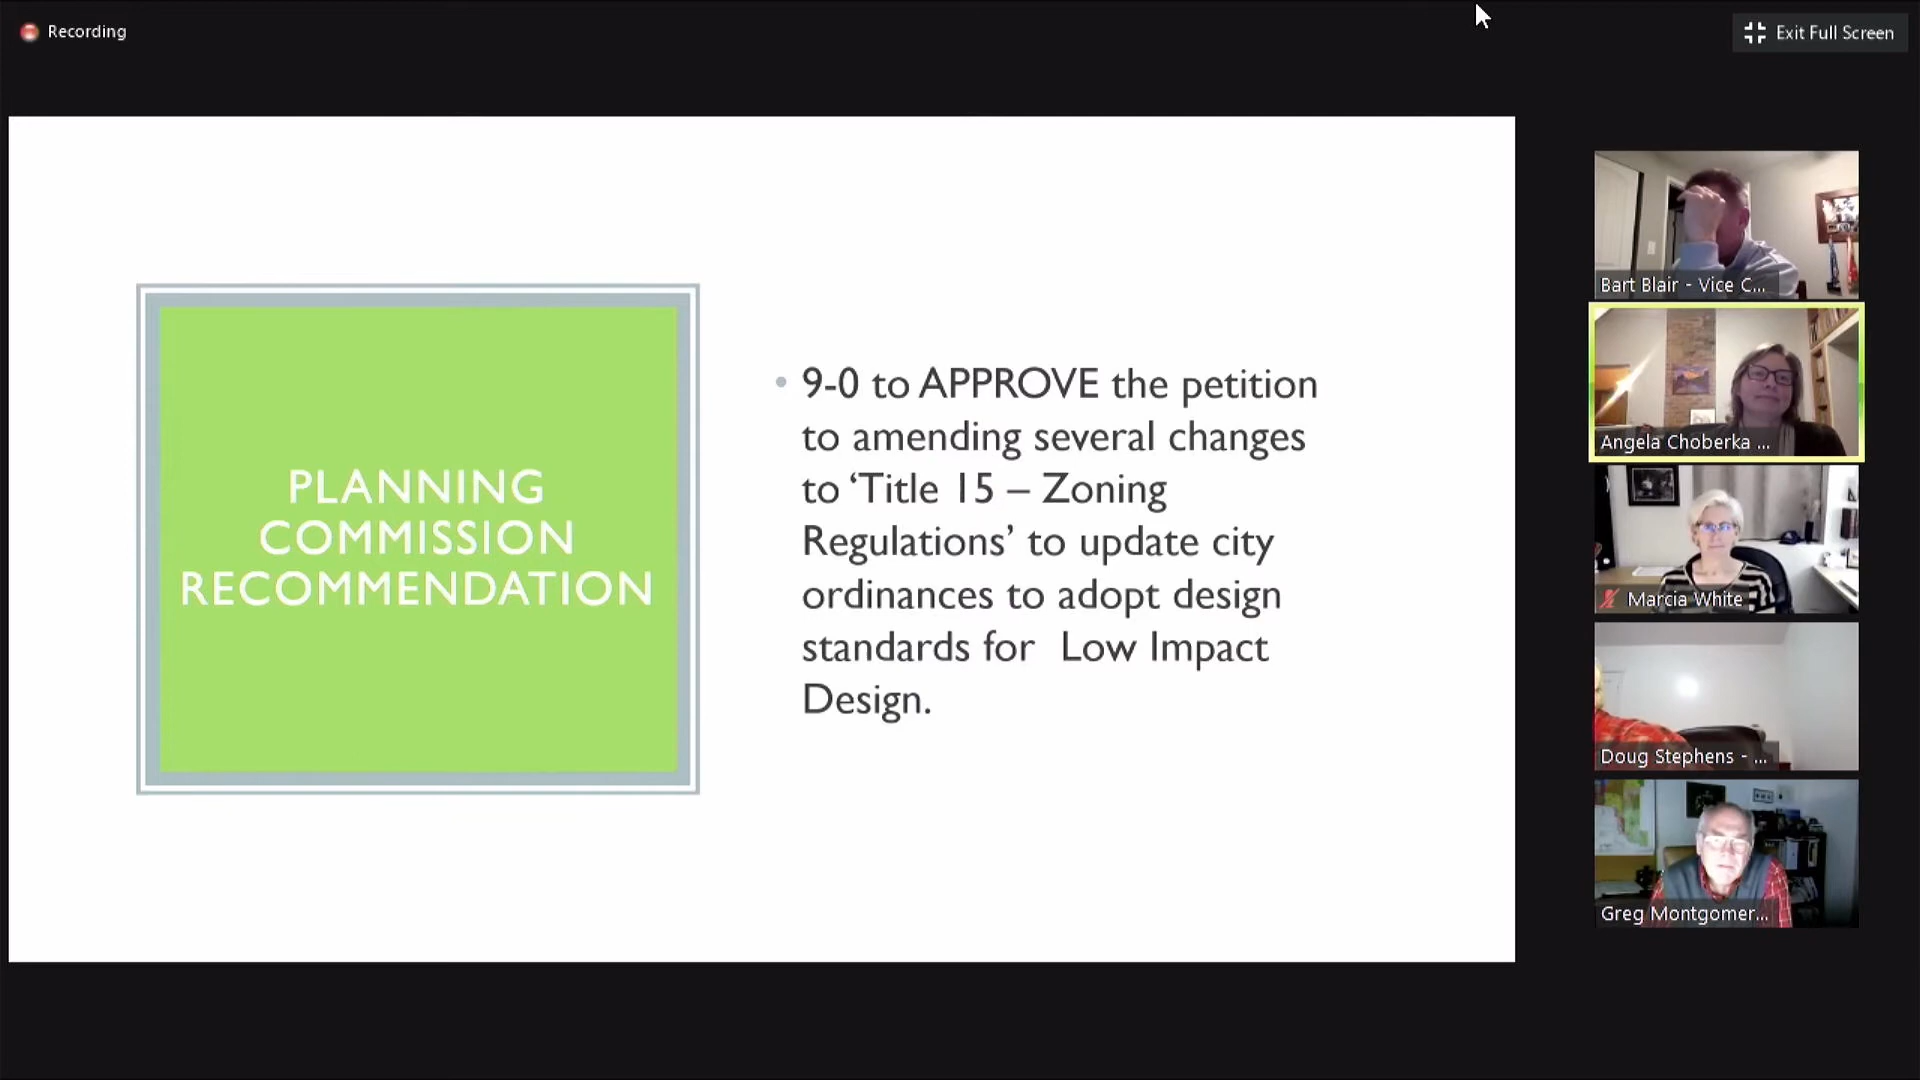 Recording
Exit Full Screen
PLANNING
COMMISSION
RECOMMENDATION
• 9-0 to APPROVE the petition
to amending several changes
to ‘Title 15 – Zoning
Regulations’ to update city
ordinances to adopt design
standards for  Low Impact
Design.
Bart Blair - Vice C...
Angela Choberka ...
Marcia White
Doug Stephens - ...
Greg Montgomer...